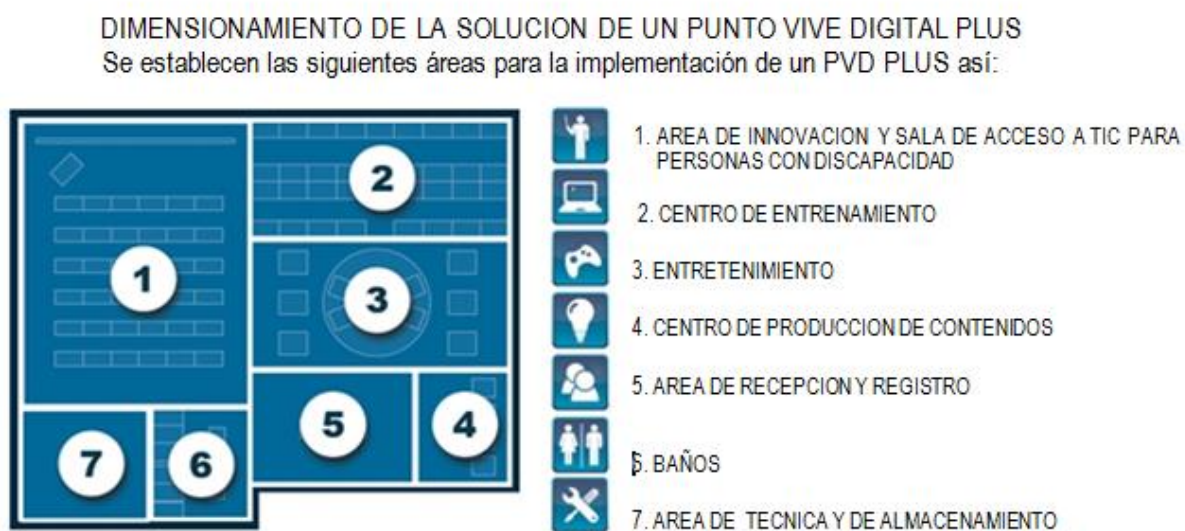 DIMENSIONAMIENTO DE LA SOLUCION DE UN PUNTO VIVE DIGITAL PLUS
Se establecen las siguientes áreas para la implementación de un PVD PLUS así:
1. AREA DE INNOVACION Y SALA DE ACCESO A TIC PARA
PERSONAS CON DISCAPACIDAD
2. CENTRO DE ENTRENAMIENTO
3. ENTRETENIMIENTO
4. CENTRO DE PRODUCCION DE CONTENIDOS
5. AREA DE RECEPCION Y REGISTRO
6. BAÑOS
7. AREA DE TECNICA Y DE ALMACENAMIENTO
1
2
3
5
4
7
6